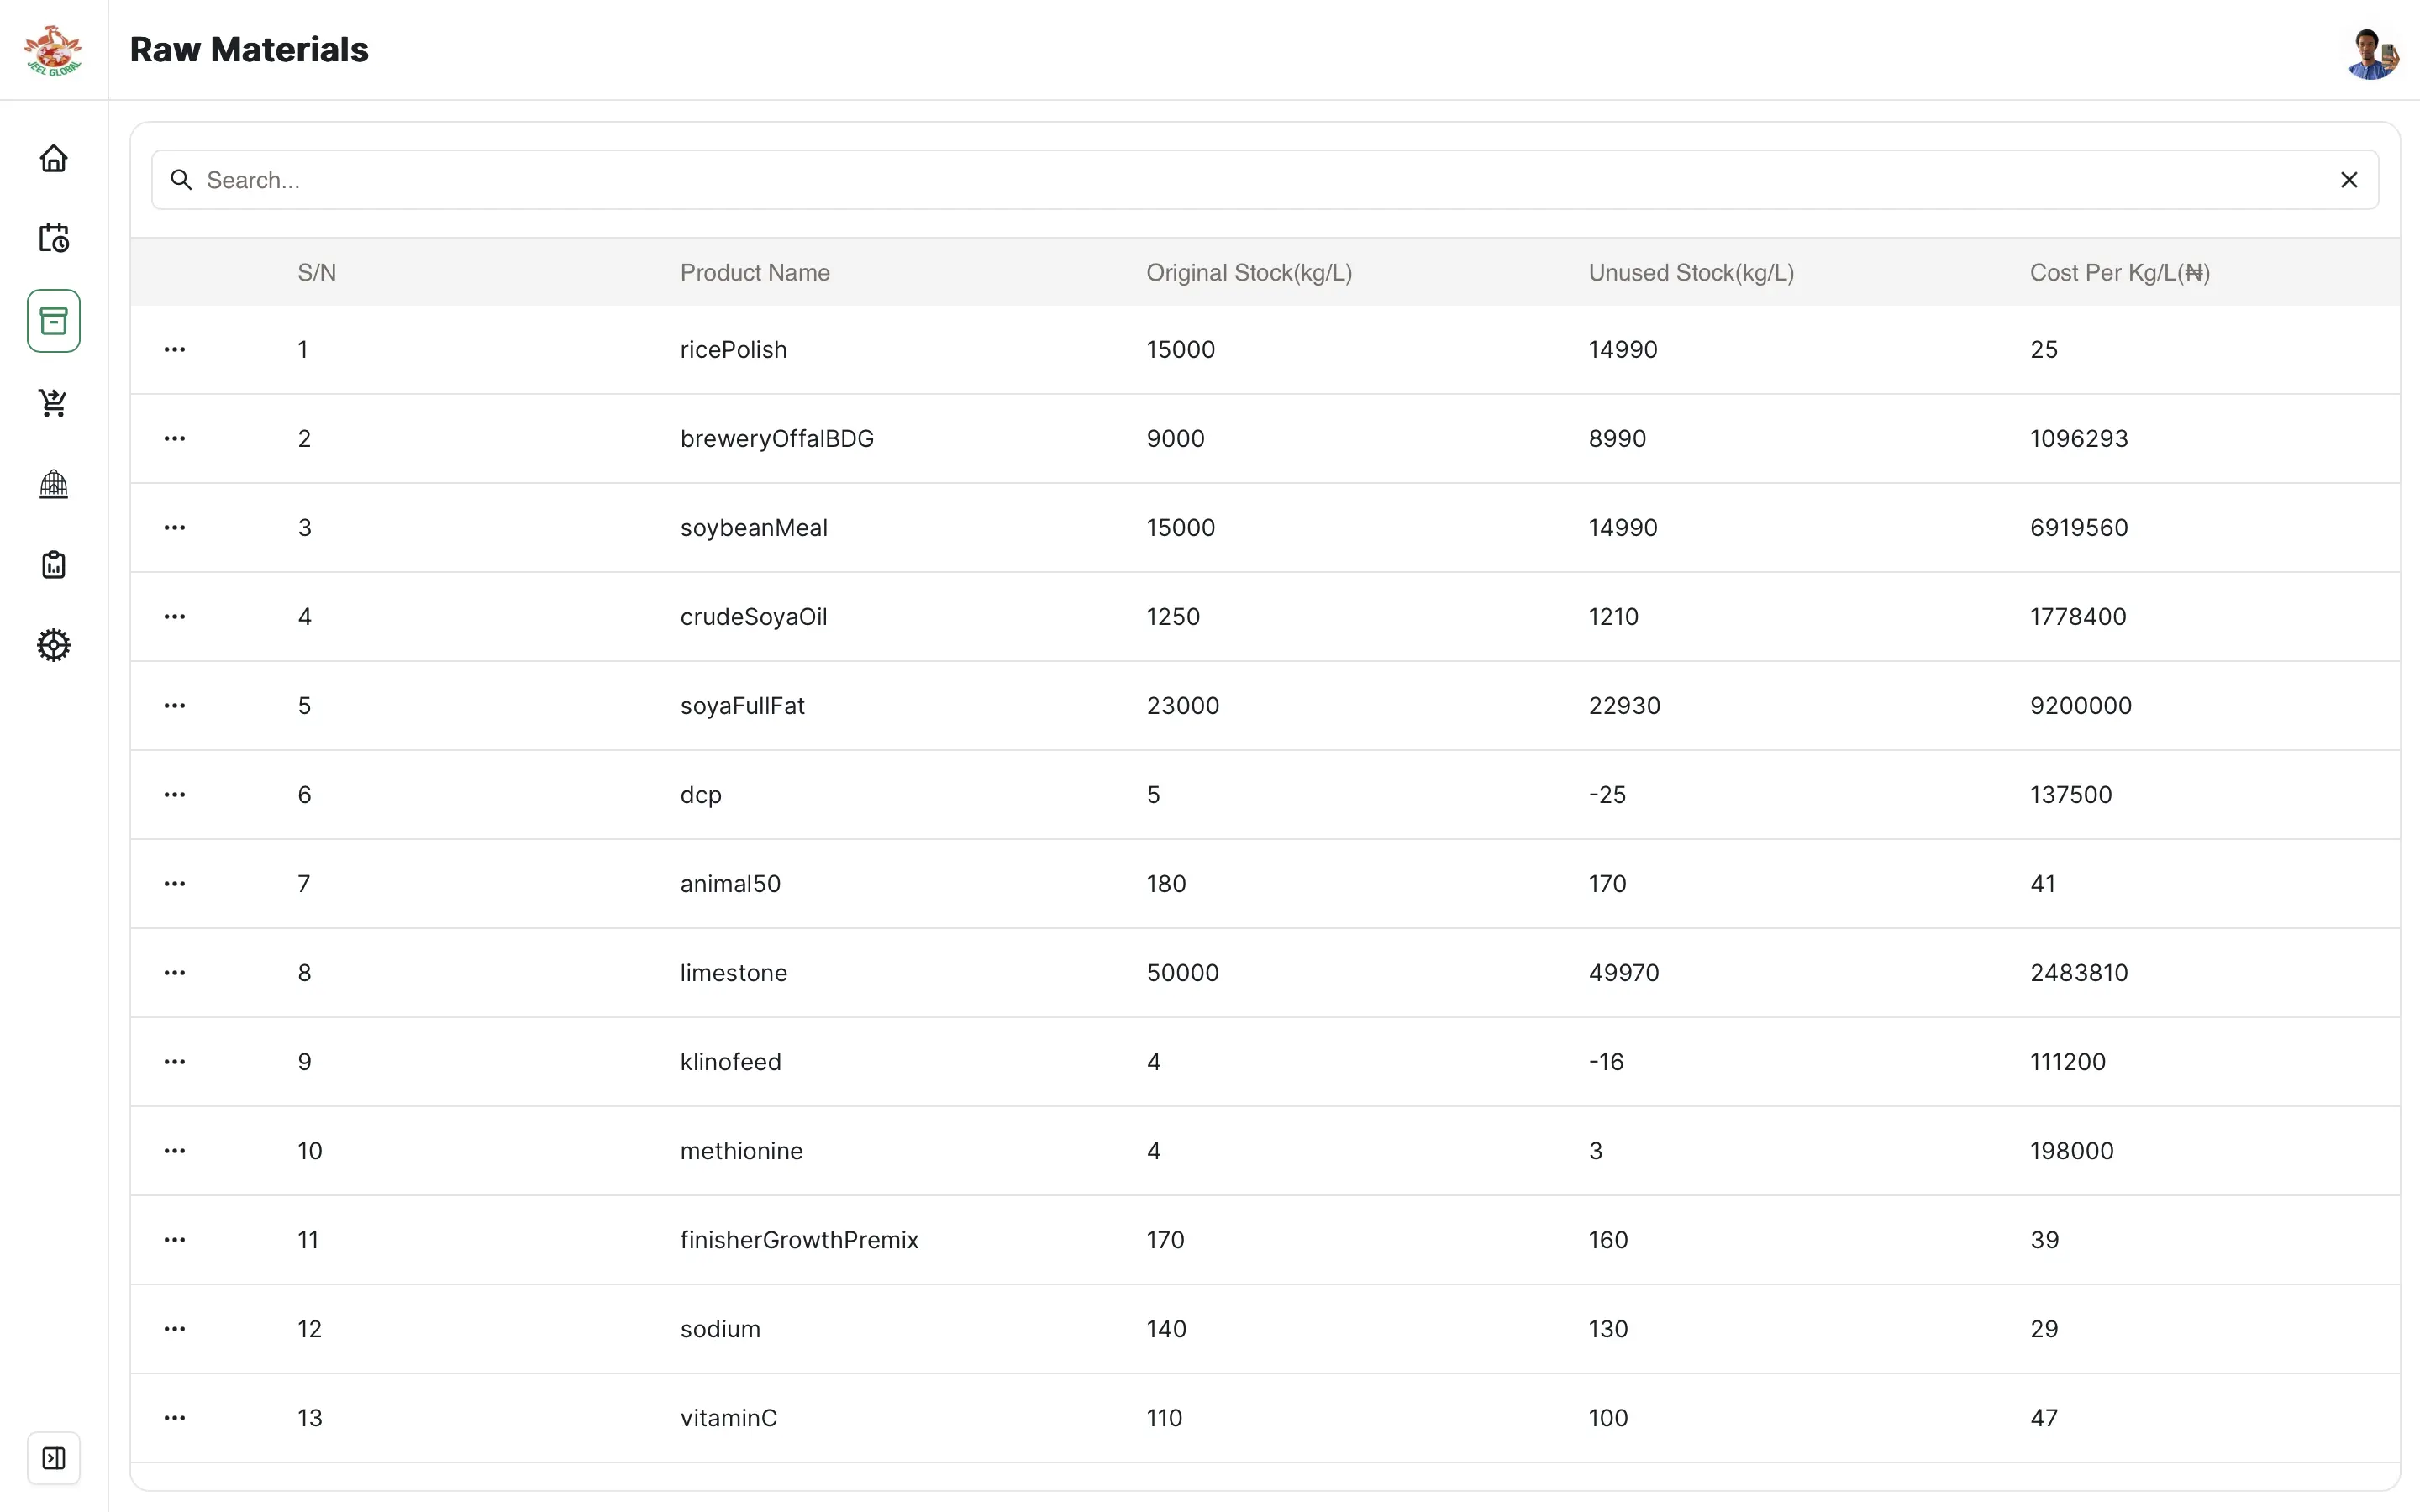 JEEL GLOBAL
Raw Materials
Search...
S/N Product Name Original Stock(kg/L) Unused Stock(kg/L) Cost Per Kg/L(₦)
1 ricePolish 15000 14990 25
2 breweryOffalBDG 9000 8990 1096293
3 soybeanMeal 15000 14990 6919560
4 crudeSoyaOil 1250 1210 1778400
5 soyaFullFat 23000 22930 9200000
6 dcp 5 -25 137500
7 animal50 180 170 41
8 limestone 50000 49970 2483810
9 klinofeed 4 -16 111200
10 methionine 4 3 198000
11 finisherGrowthPremix 170 160 39
12 sodium 140 130 29
13 vitaminC 110 100 47